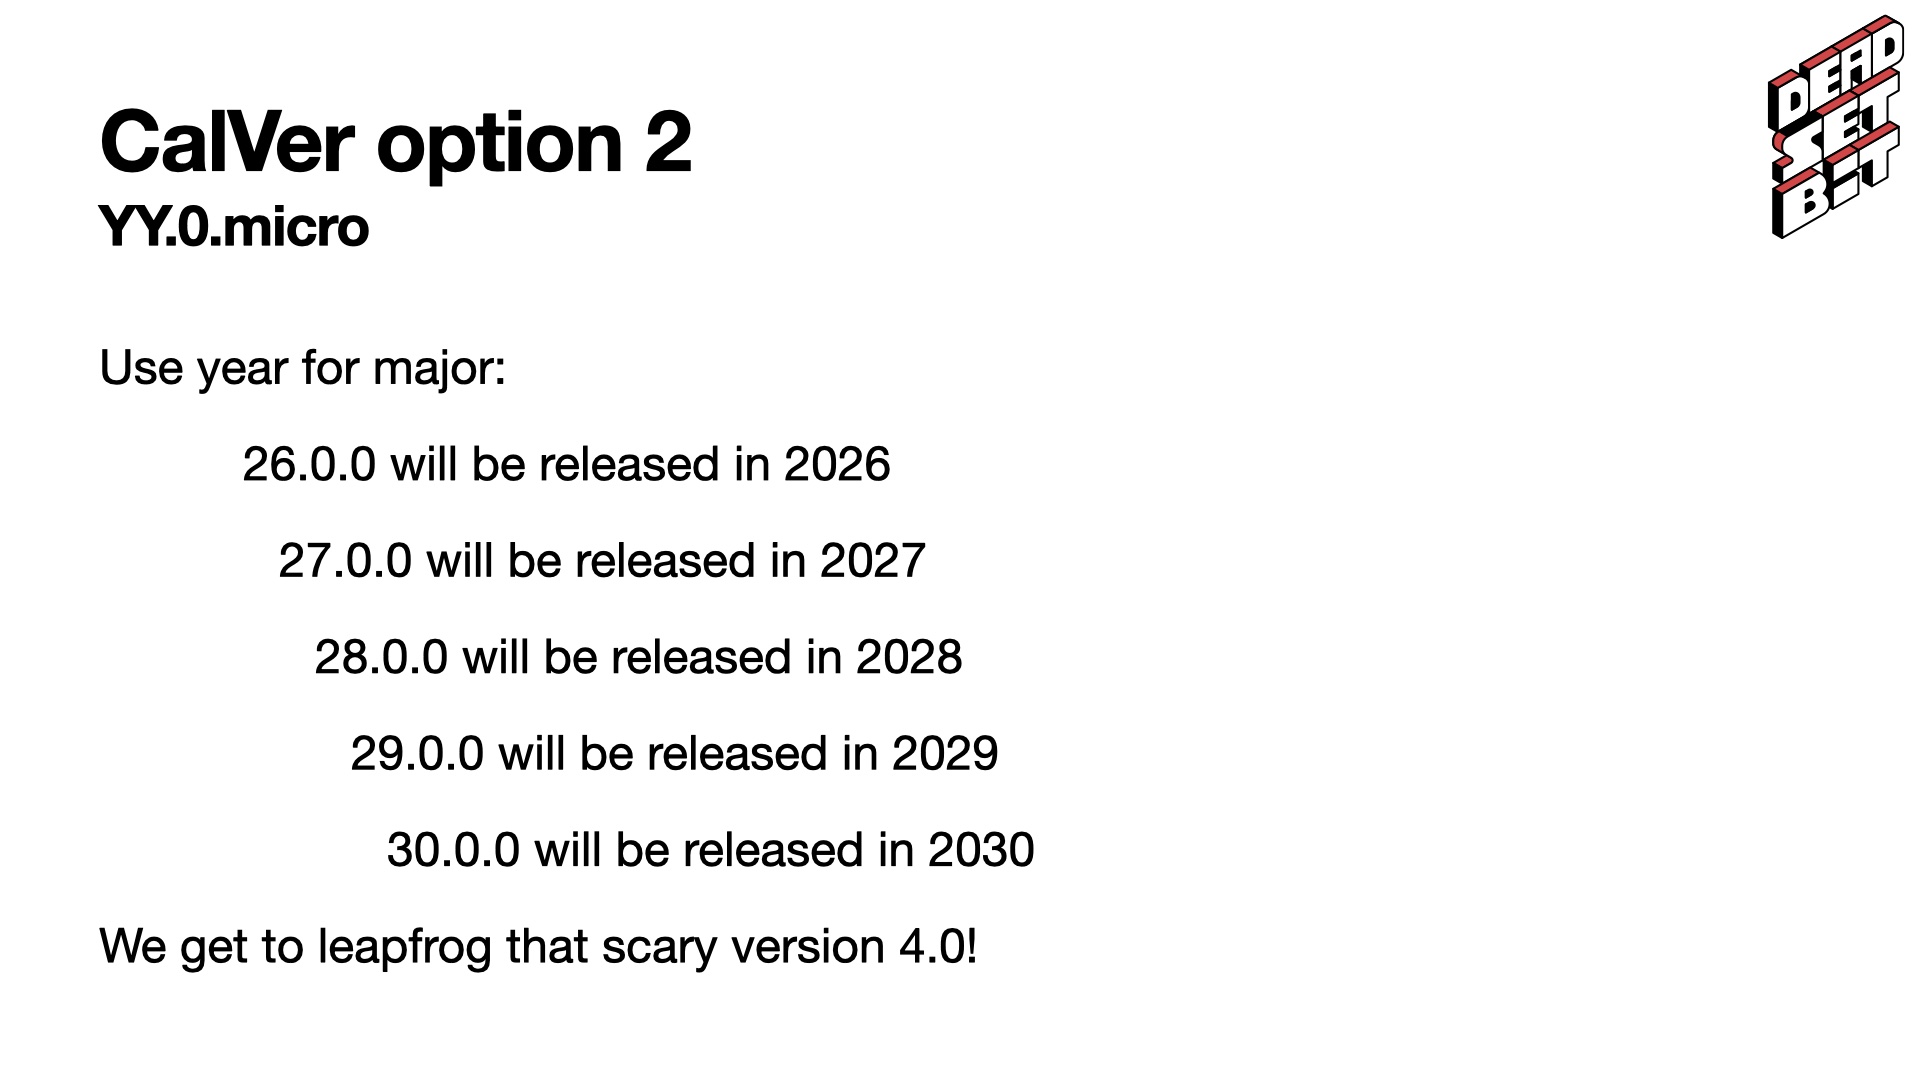 CalVer option 2
YY.0.micro
Use year for major:
26.0.0 will be released in 2026
27.0.0 will be released in 2027
28.0.0 will be released in 2028
29.0.0 will be released in 2029
30.0.0 will be released in 2030
We get to leapfrog that scary version 4.0!
DEAD
SET
BiT